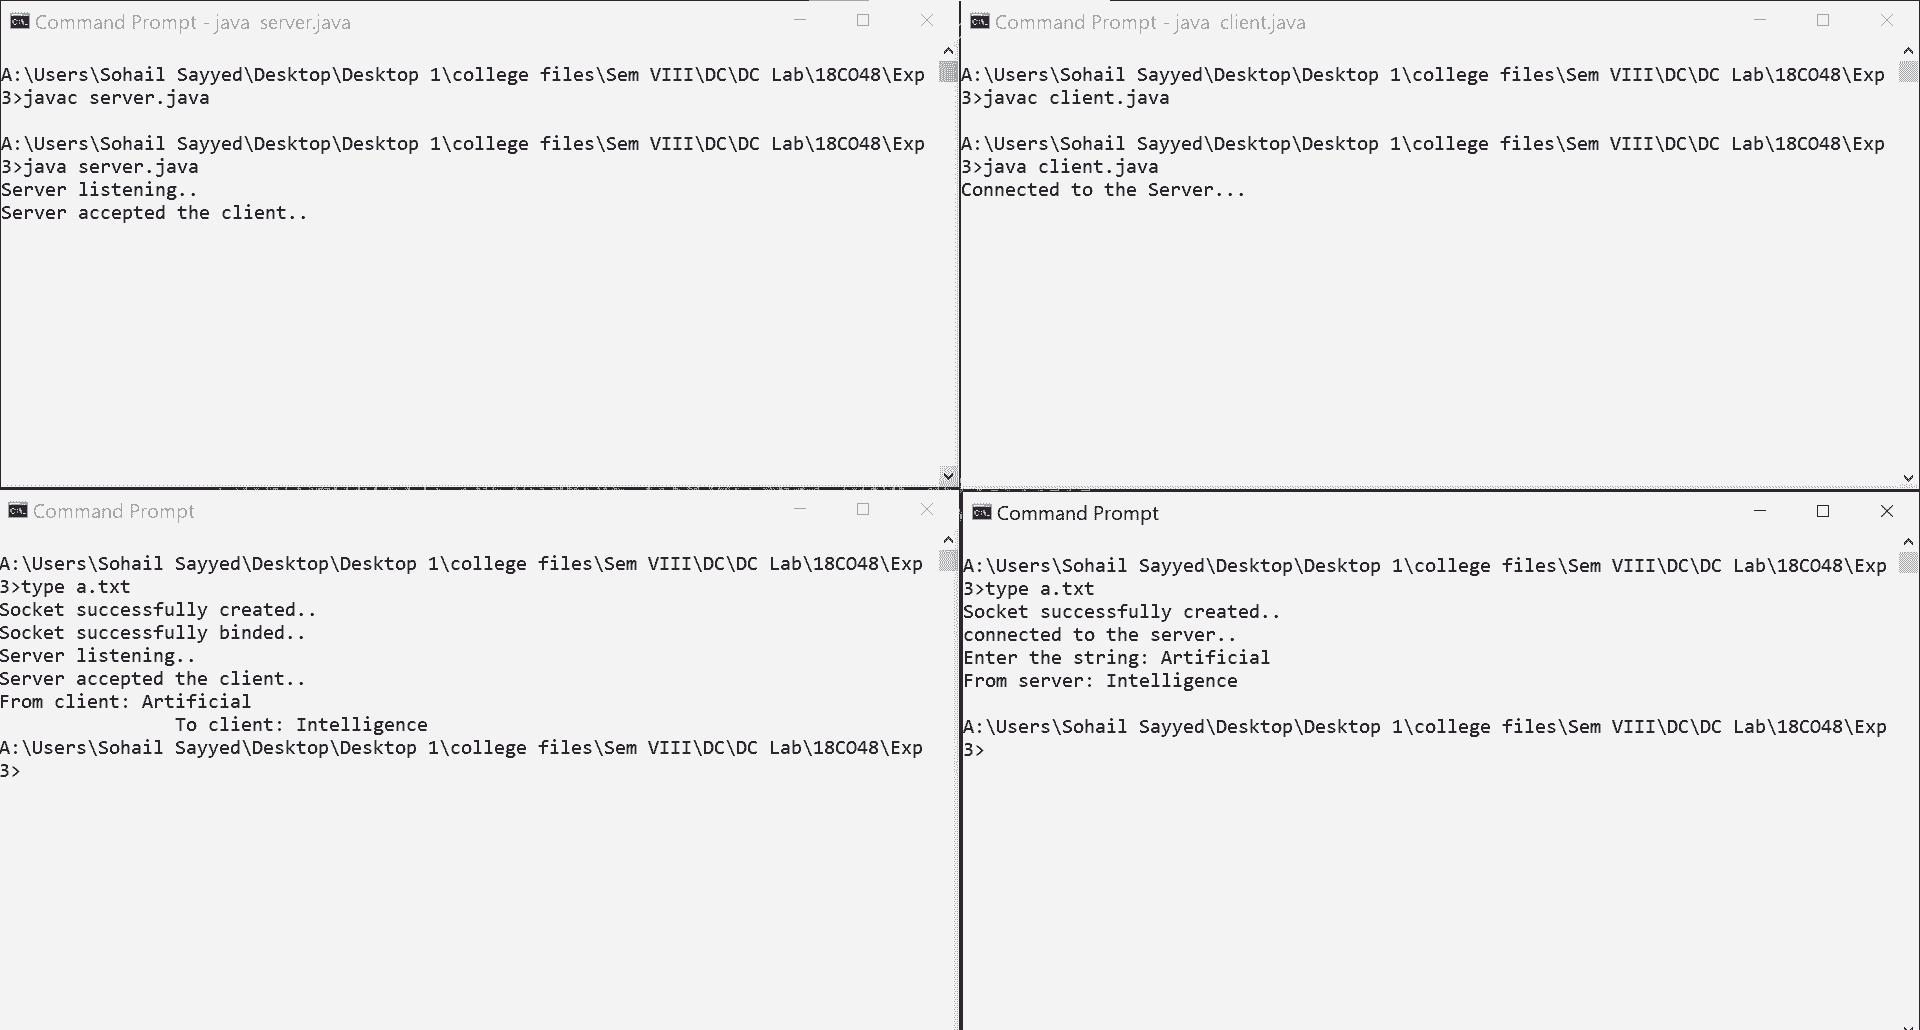 Command Prompt - java  server.java
A:\Users\Sohail Sayyed\Desktop\Desktop 1\college files\Sem VIII\DC\DC Lab\18CO48\Exp
3>javac server.java
A:\Users\Sohail Sayyed\Desktop\Desktop 1\college files\Sem VIII\DC\DC Lab\18CO48\Exp
3>java server.java
Server listening..
Server accepted the client..
Command Prompt - java  client.java
A:\Users\Sohail Sayyed\Desktop\Desktop 1\college files\Sem VIII\DC\DC Lab\18CO48\Exp
3>javac client.java
A:\Users\Sohail Sayyed\Desktop\Desktop 1\college files\Sem VIII\DC\DC Lab\18CO48\Exp
3>java client.java
Connected to the Server...
Command Prompt
A:\Users\Sohail Sayyed\Desktop\Desktop 1\college files\Sem VIII\DC\DC Lab\18CO48\Exp
3>type a.txt
Socket successfully created..
Socket successfully binded..
Server listening..
Server accepted the client..
From client: Artificial
To client: Intelligence
A:\Users\Sohail Sayyed\Desktop\Desktop 1\college files\Sem VIII\DC\DC Lab\18CO48\Exp
3>
Command Prompt
A:\Users\Sohail Sayyed\Desktop\Desktop 1\college files\Sem VIII\DC\DC Lab\18CO48\Exp
3>type a.txt
Socket successfully created..
connected to the server..
Enter the string: Artificial
From server: Intelligence
A:\Users\Sohail Sayyed\Desktop\Desktop 1\college files\Sem VIII\DC\DC Lab\18CO48\Exp
3>